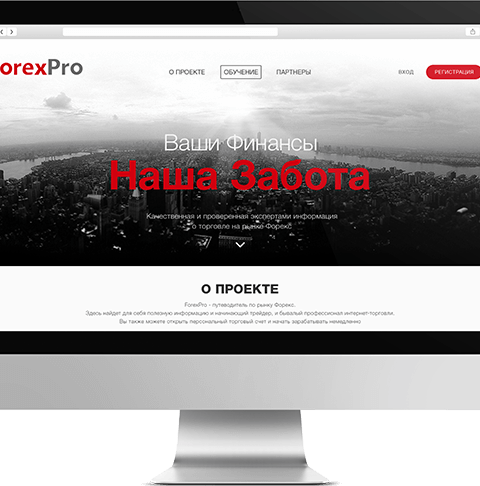 orexPro
О ПРОЕКТЕ ОБУЧЕНИЕ ПАРТНЕРЫ ВХОД РЕГИСТРАЦИЯ
Ваши Финансы
Наша Забота
Качественная и проверенная экспертами информация
о торговле на рынке Форекс
О ПРОЕКТЕ
ForexPro - путеводитель по рынку Форекс.
Здесь найдет для себя полезную информацию и начинающий трейдер, и бывалый профессионал интернет-торговли.
Вы также можете открыть персональный торговый счет и начать зарабатывать немедленно